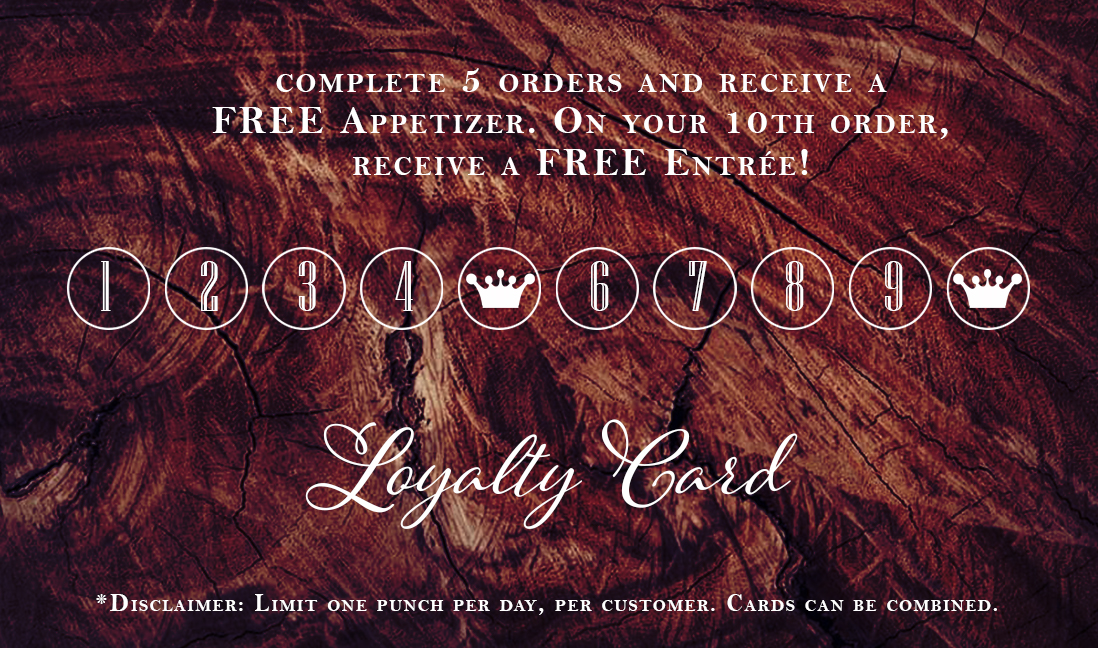 complete 5 orders and receive a
FREE Appetizer. On your 10th order,
receive a FREE Entrée!
1 2 3 4 6 7 8 9
Loyalty Card
*Disclaimer: Limit one punch per day, per customer. Cards can be combined.